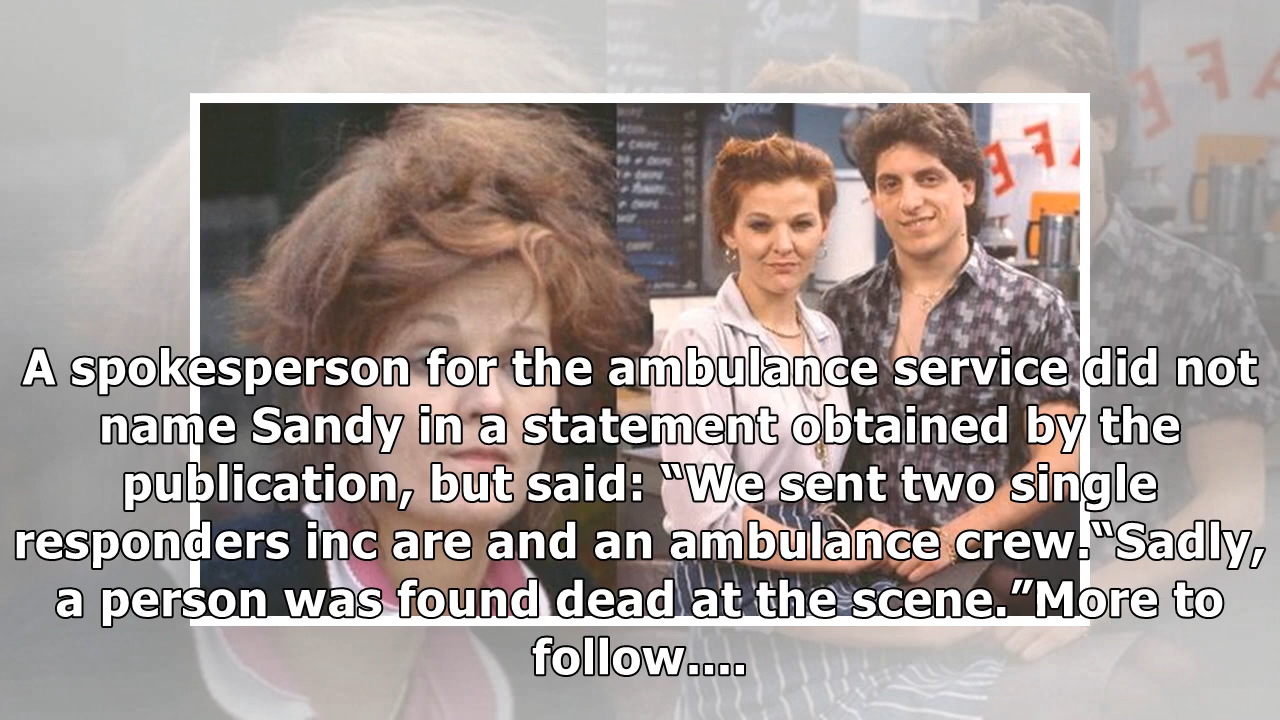 A spokesperson for the ambulance service did not
name Sandy in a statement obtained by the
publication, but said: “We sent two single
responders inc are and an ambulance crew.“Sadly,
a person was found dead at the scene.”More to
follow....